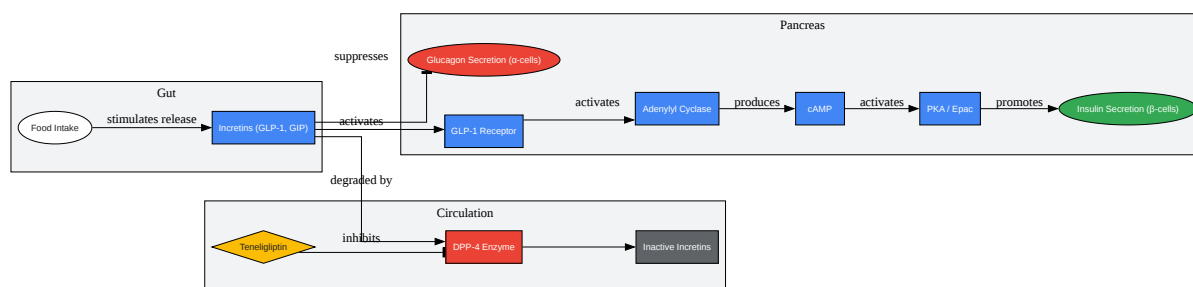 Pancreas
suppresses
Glucagon Secretion (α-cells)
Gut
Food Intake
stimulates release
Incretins (GLP-1, GIP)
activates
GLP-1 Receptor
activates
Adenylyl Cyclase
produces
cAMP
activates
PKA / Epac
promotes
Insulin Secretion (β-cells)
degraded by
Circulation
Teneligliptin
inhibits
DPP-4 Enzyme
Inactive Incretins